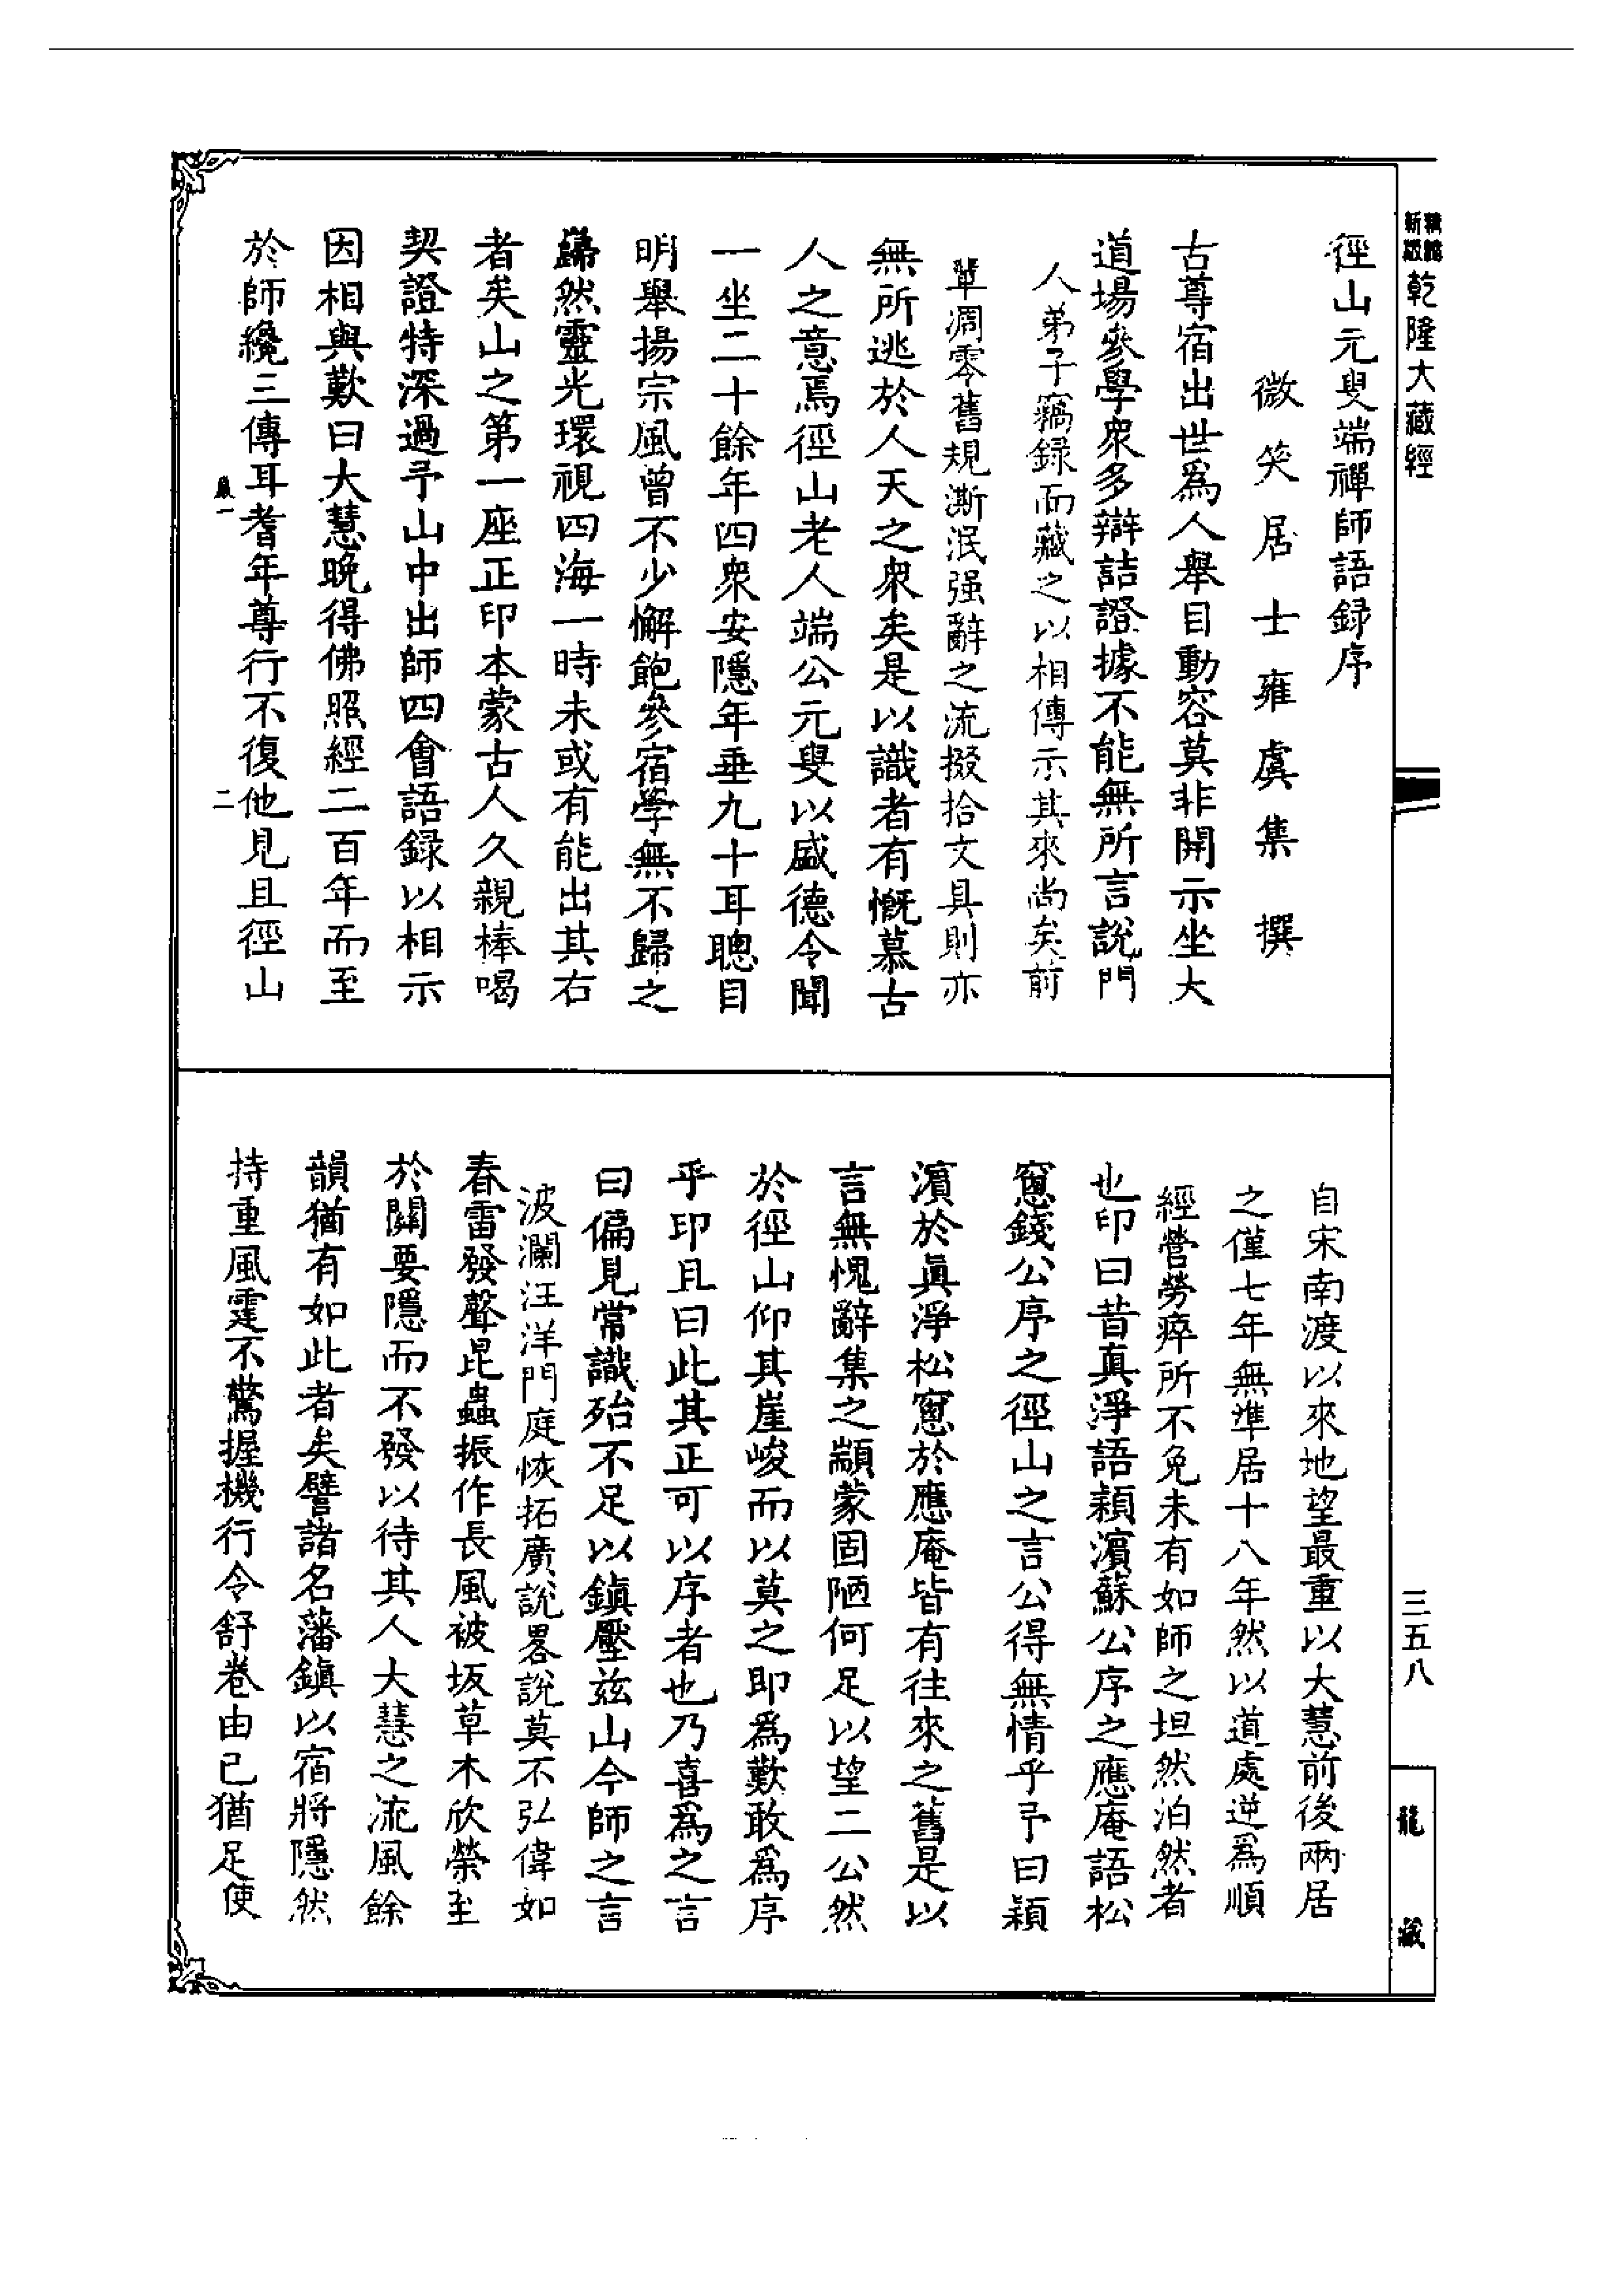 乾隆大藏經
徑山元叟端禪師語録序
微笑居士雍虞集撰
古尊宿出世爲人舉目動容莫非開示坐大
道場叅學衆多辯詰證據不能無所言說門
人弟子竊録而藏之以相傳示其來尚矣前
輩凋零舊規澌泯强辭之流掇拾文具則亦
無所逃於人天之衆矣是以識者有慨慕古
人之意焉徑山老人端公元叟以盛德令聞
一坐二十餘年四衆安隱年垂九十耳聰目
明舉揚宗風曾不少懈飽叅宿學無不歸之
巋然靈光環視四海一時未或有能出其右
者矣山之第一座正印本蒙古人久親棒喝
契證特深過予山中出師四會語録以相示
因相與歎曰大慧晚得佛照經二百年而至
於師纔三傳耳耆年尊行不復他見且徑山
二
自宋南渡以來地望最重以大慧前後兩居
之僅七年無準居十八年然以道處逆爲順
經營勞瘁所不免未有如師之坦然泊然者
也印曰昔真淨語潁濱蘇公序之應庵語松
窻錢公序之徑山之言公得無情乎予曰潁
濱於眞淨松窻於應庵皆有往來之舊是以
言無愧辭集之顓蒙固陋何足以望二公然
於徑山仰其崖峻而以莫之即爲歎敢爲序
乎印且曰此其正可以序者也乃喜爲之言
曰偏見常識殆不足以鎮壓兹山今師之言
波瀾汪洋門庭恢拓廣說畧說莫不弘偉如
春雷發聲昆蟲振作長風被坂草木欣榮至
於關要隱而不發以待其人大慧之流風餘
韻猶有如此者矣譬諸名藩鎮以宿將隱然
持重風霆不驚握機行令舒卷由己猶足使
三五八
龍藏